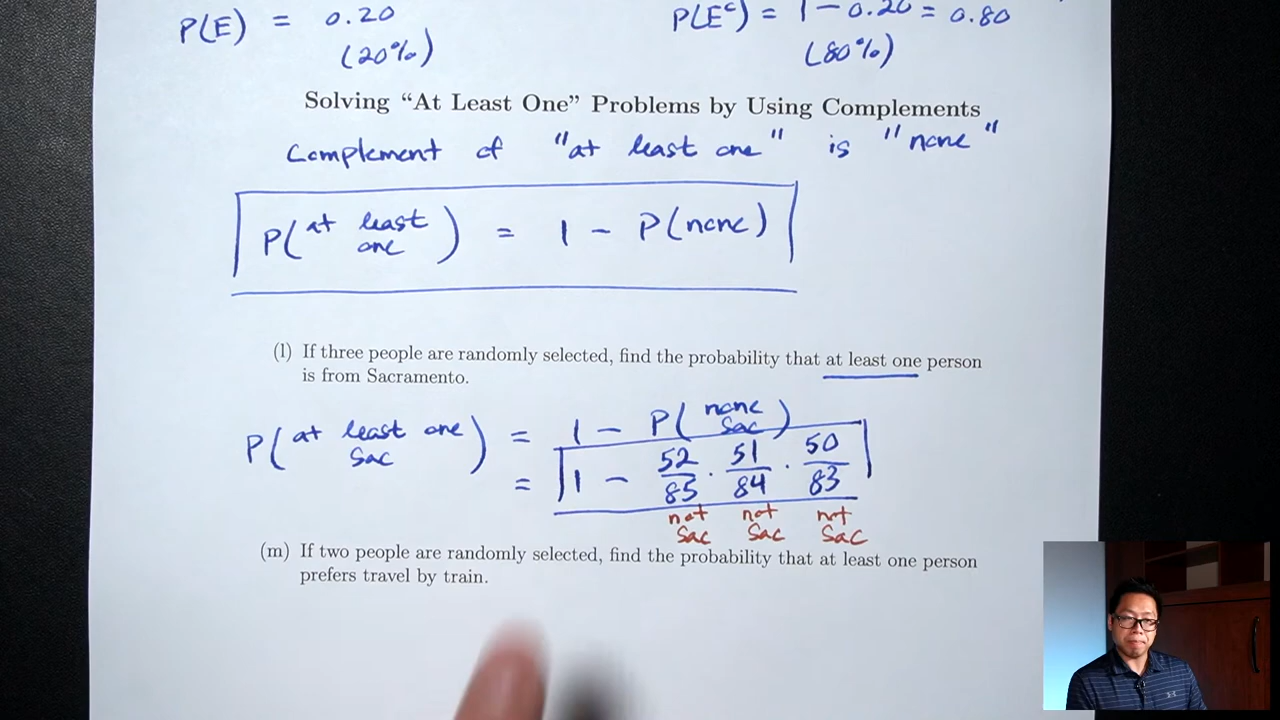 P(E) = 0.20
(20%)
P(Eᶜ) = 1 - 0.20 = 0.80
(80%)
Solving “At Least One” Problems by Using Complements
Complement of "at least one" is "none"
P(at least one) = 1 - P(none)
(l) If three people are randomly selected, find the probability that at least one person
is from Sacramento.
P(at least one Sac) = 1 - P(none Sac)
= 1 - 52/85 · 51/84 · 50/83
not Sac not Sac not Sac
(m) If two people are randomly selected, find the probability that at least one person
prefers travel by train.